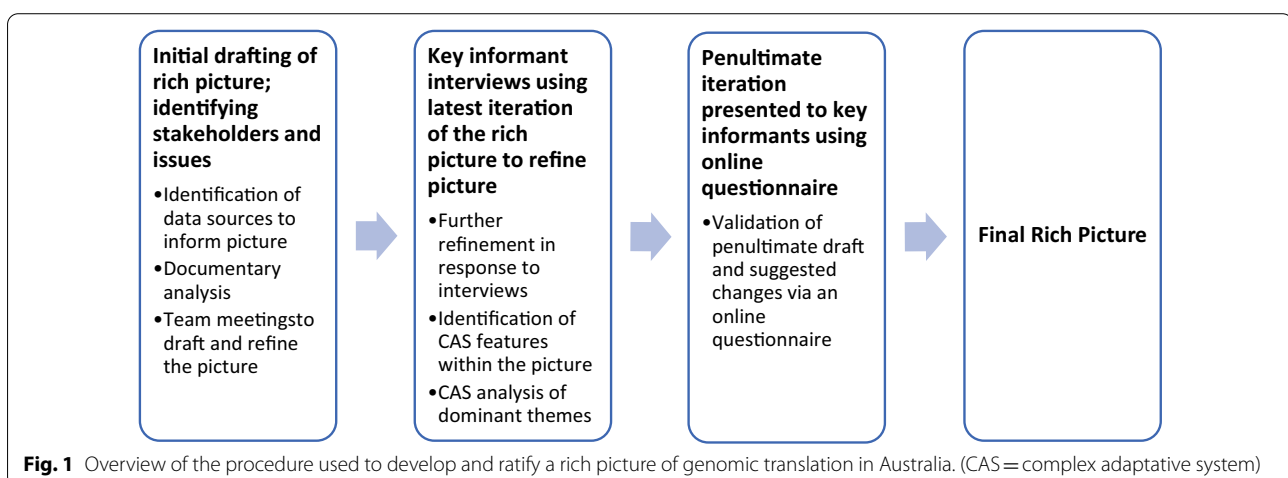 Initial drafting of
rich picture;
identifying
stakeholders and
issues
•Identification of
data sources to
inform picture
•Documentary
analysis
•Team meetingsto
draft and refine
the picture
Key informant
interviews using
latest iteration
of the rich
picture to refine
picture
•Further
refinement in
response to
interviews
•Identification of
CAS features
within the picture
•CAS analysis of
dominant themes
Penultimate
iteration
presented to key
informants using
online
questionnaire
•Validation of
penultimate draft
and suggested
changes via an
online
questionnaire
Final Rich Picture
Fig. 1 Overview of the procedure used to develop and ratify a rich picture of genomic translation in Australia. (CAS = complex adaptative system)